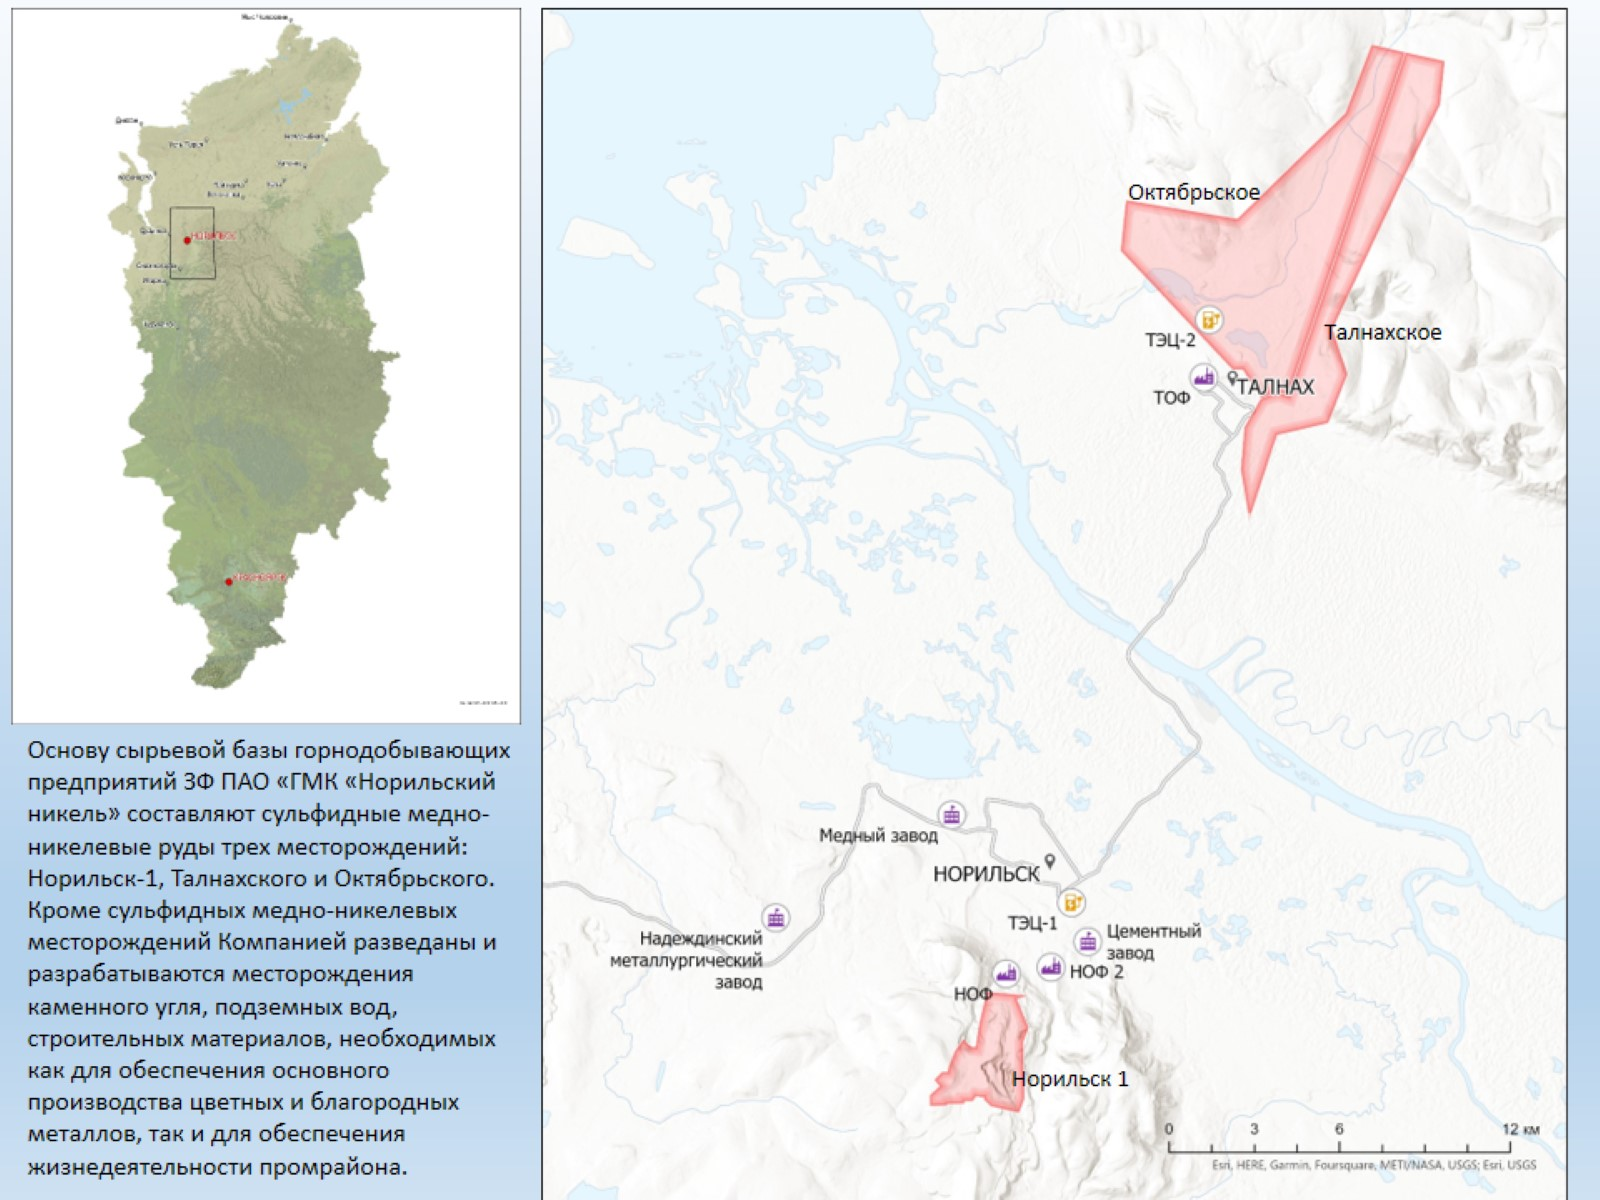 НОРИЛЬСК
Основу сырьевой базы горнодобывающих
предприятий ЗФ ПАО «ГМК «Норильский
никель» составляют сульфидные медно-
никелевые руды трех месторождений:
Норильск-1, Талнахского и Октябрьского.
Кроме сульфидных медно-никелевых
месторождений Компанией разведаны и
разрабатываются месторождения
каменного угля, подземных вод,
строительных материалов, необходимых
как для обеспечения основного
производства цветных и благородных
металлов, так и для обеспечения
жизнедеятельности промрайона.
Октябрьское
Талнахское
ТЭЦ-2
ТАЛНАХ
ТОФ
Медный завод
НОРИЛЬСК
ТЭЦ-1
Цементный
завод
Надеждинский
металлургический
завод
НОФ 2
НОФ
Норильск 1
0 3 6 12 км
Esri, HERE, Garmin, Foursquare, METI/NASA, USGS; Esri, USGS